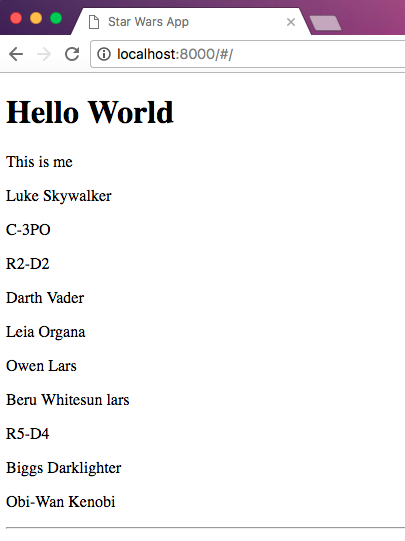 Star Wars App
localhost:8000/#/
Hello World
This is me
Luke Skywalker
C-3PO
R2-D2
Darth Vader
Leia Organa
Owen Lars
Beru Whitesun lars
R5-D4
Biggs Darklighter
Obi-Wan Kenobi